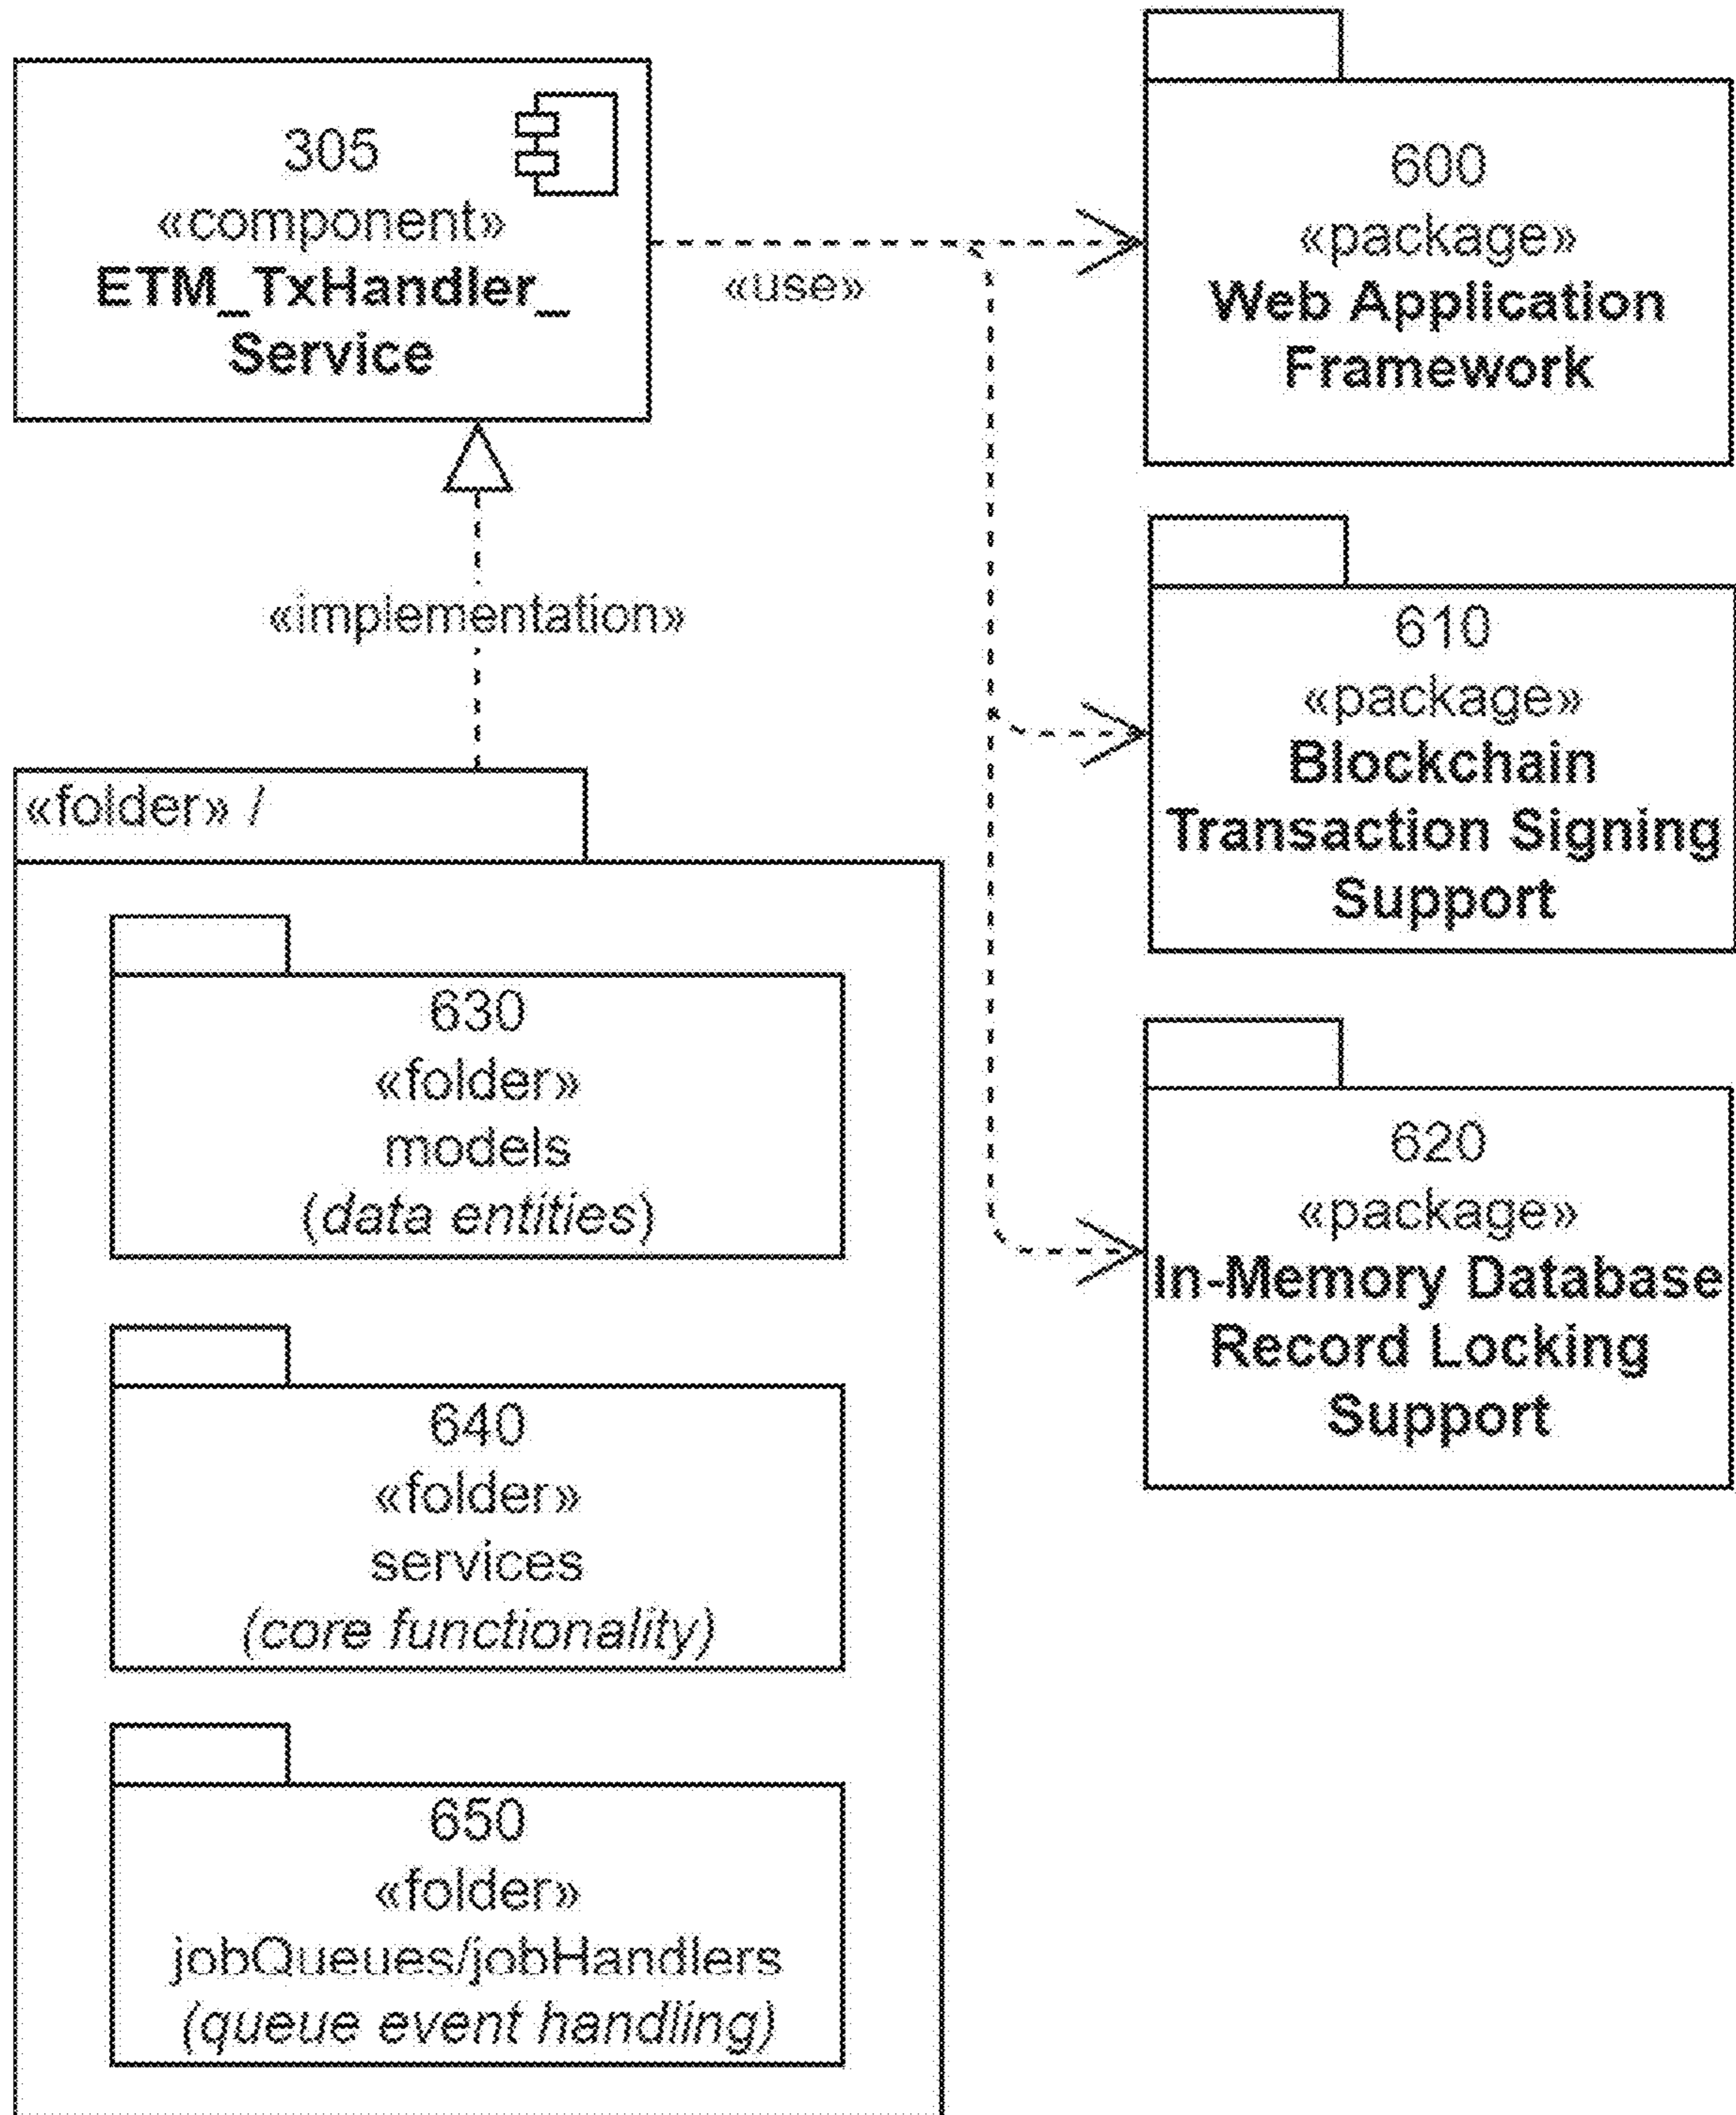 305
«component»
ETM_TxHandler_
Service
«use»
600
«package»
Web Application
Framework
«implementation»
610
«package»
Blockchain
Transaction Signing
Support
620
«package»
In-Memory Database
Record Locking
Support
«folder» /
630
«folder»
models
(data entities)
640
«folder»
services
(core functionality)
650
«folder»
jobQueues/jobHandlers
(queue event handling)